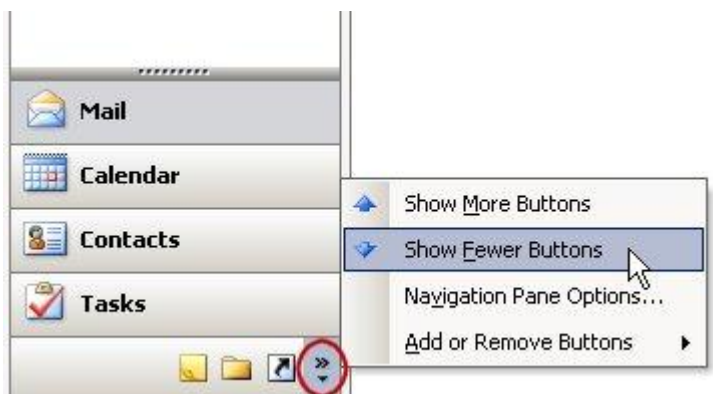 Mail
Calendar
Contacts
Tasks
Show More Buttons
Show Fewer Buttons
Navigation Pane Options...
Add or Remove Buttons